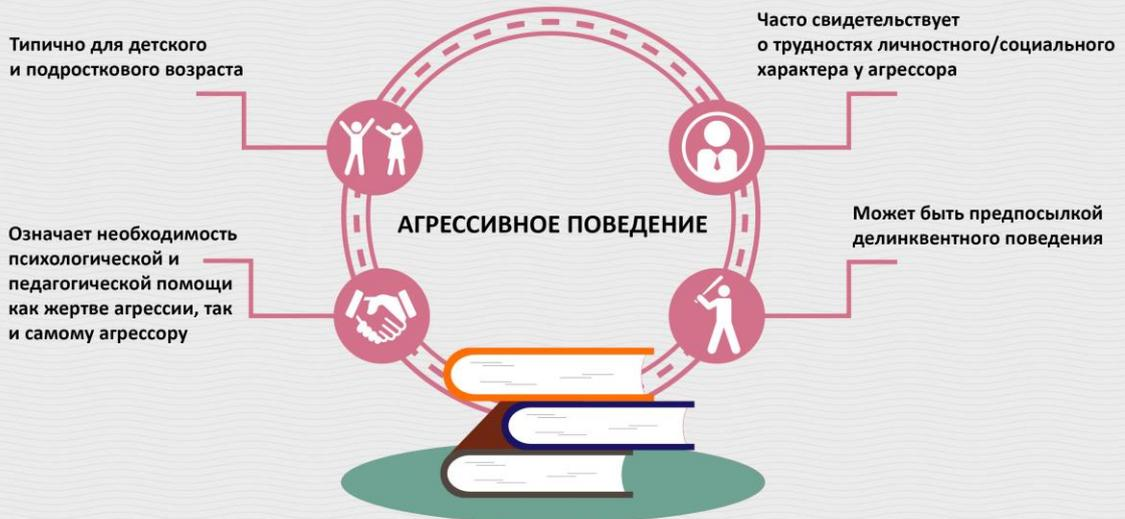 Типично для детского
и подросткового возраста
Часто свидетельствует
о трудностях личностного/социального
характера у агрессора
АГРЕССИВНОЕ ПОВЕДЕНИЕ
Означает необходимость
психологической и
педагогической помощи
как жертве агрессии, так
и самому агрессору
Может быть предпосылкой
делинквентного поведения